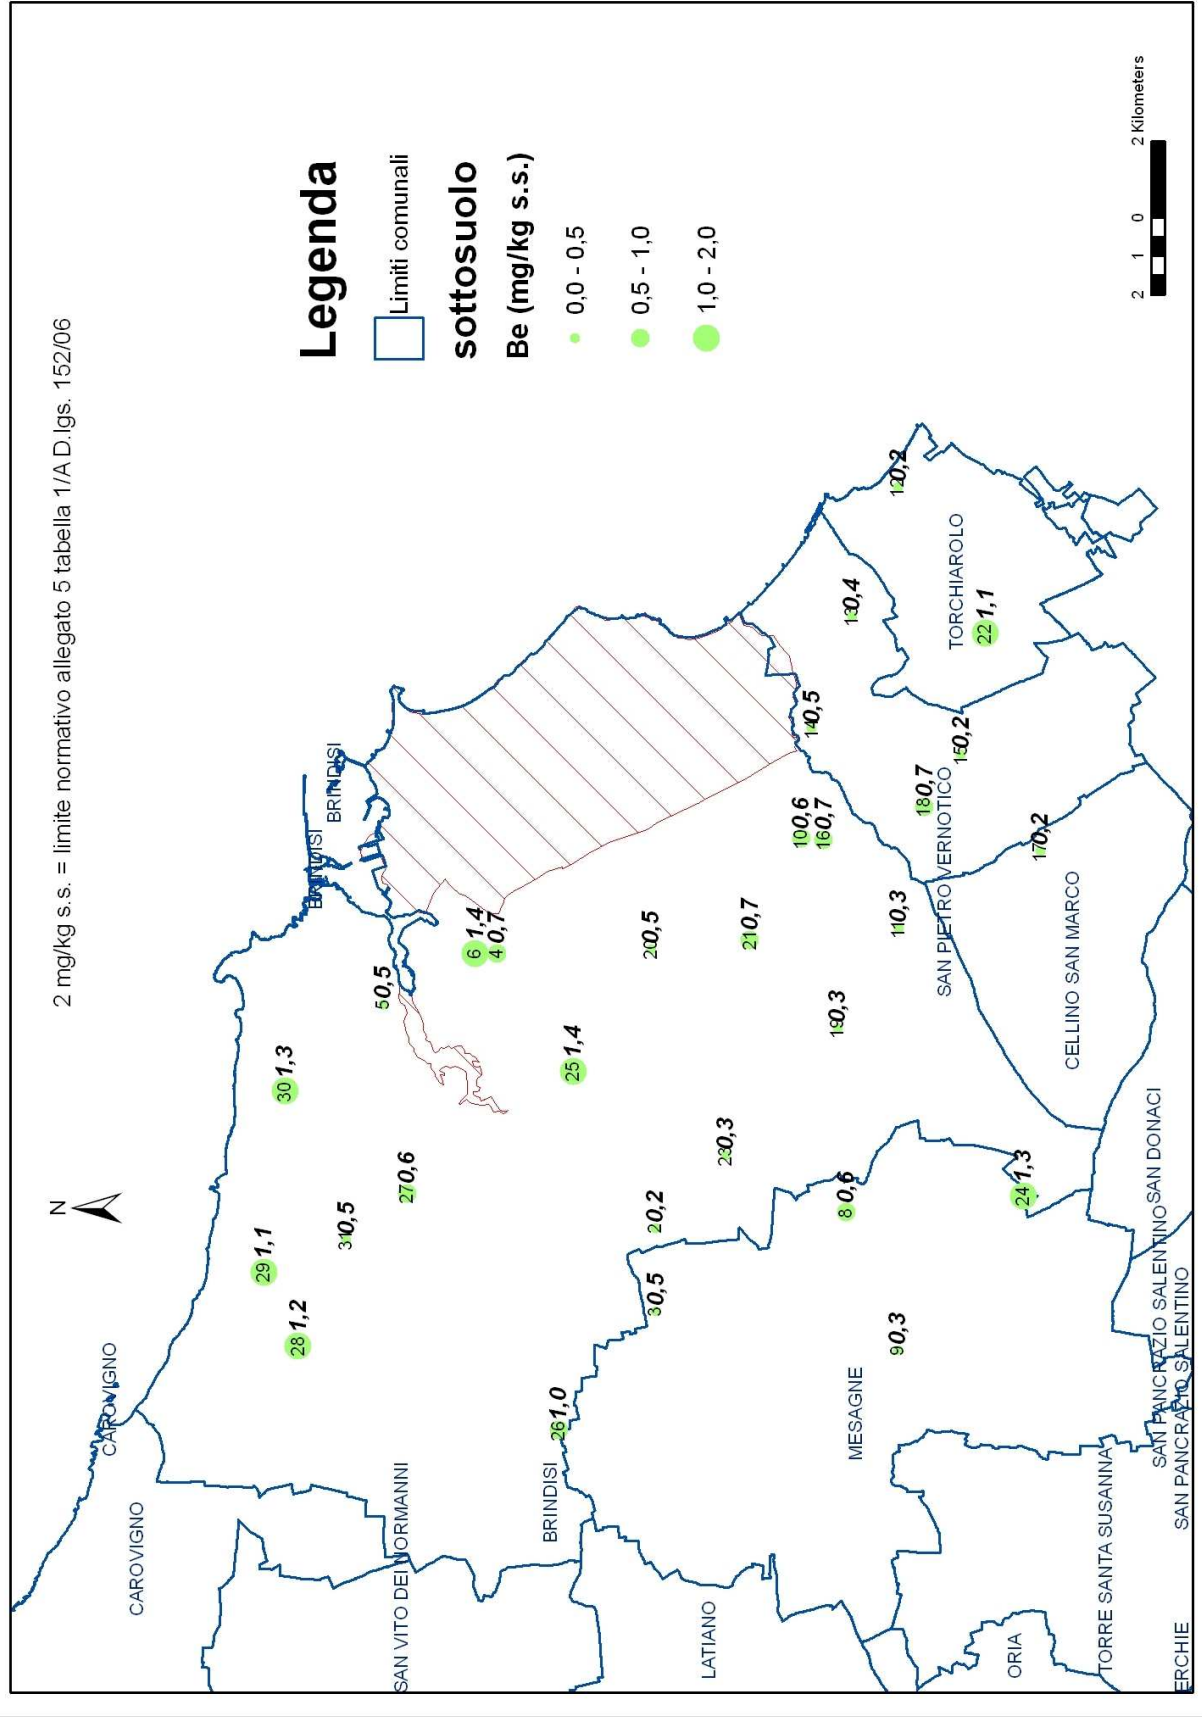 2 mg/kg s.s. = limite normativo allegato 5 tabella 1/A D.lgs. 152/06
N
Legenda
Limiti comunali
sottosuolo
Be (mg/kg s.s.)
0,0 - 0,5
0,5 - 1,0
1,0 - 2,0
2 1 0 2 Kilometers
CAROVIGNO
CAROVIGNO
BRINDISI
BRINDISI
29 1,1
28 1,2
30 1,3
31 0,5
27 0,6
5 0,5
6 1,4
4 0,7
SAN VITO DEI NORMANNI
BRINDISI
26 1,0
25 1,4
3 0,5
2 0,2
20 0,5
LATIANO
23 0,3
21 0,7
10 0,6
16 0,7
14 0,5
13 0,4
12 0,2
MESAGNE
8 0,6
19 0,3
9 0,3
11 0,3
18 0,7
SAN PIETRO VERNOTICO
15 0,2
TORCHIAROLO
22 1,1
ORIA
24 1,3
17 0,2
CELLINO SAN MARCO
TORRE SANTA SUSANNA
SAN PANCRAZIO SALENTINO
SAN DONACI
ERCHIE
SAN PANCRAZIO SALENTINO